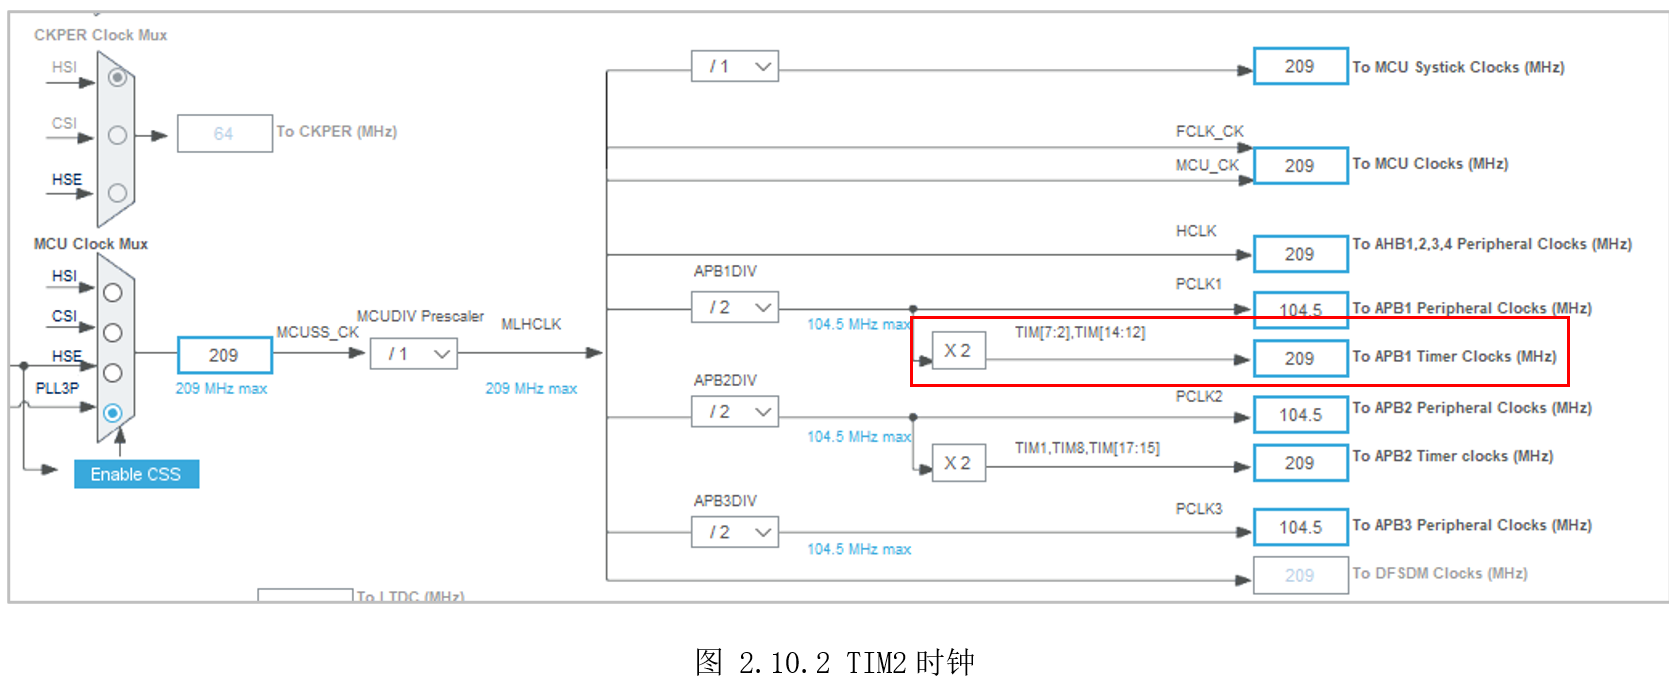 CKPER Clock Mux
HSI
CSI
HSE
64
To CKPER (MHz)
MCU Clock Mux
HSI
CSI
HSE
PLL3P
Enable CSS
209
209 MHz max
MCUSS_CK
MCUDIV Prescaler
/ 1
MLHCLK
209 MHz max
/ 1
209
To MCU Systick Clocks (MHz)
FCLK_CK
MCU_CK
209
To MCU Clocks (MHz)
HCLK
209
To AHB1,2,3,4 Peripheral Clocks (MHz)
APB1DIV
/ 2
104.5 MHz max
PCLK1
104.5
To APB1 Peripheral Clocks (MHz)
X 2
TIM[7:2],TIM[14:12]
209
To APB1 Timer Clocks (MHz)
APB2DIV
/ 2
104.5 MHz max
PCLK2
104.5
To APB2 Peripheral Clocks (MHz)
X 2
TIM1,TIM8,TIM[17:15]
209
To APB2 Timer clocks (MHz)
APB3DIV
/ 2
104.5 MHz max
PCLK3
104.5
To APB3 Peripheral Clocks (MHz)
209
To DFSDM Clocks (MHz)
To LTDC (MHz)
图 2.10.2 TIM2 时钟